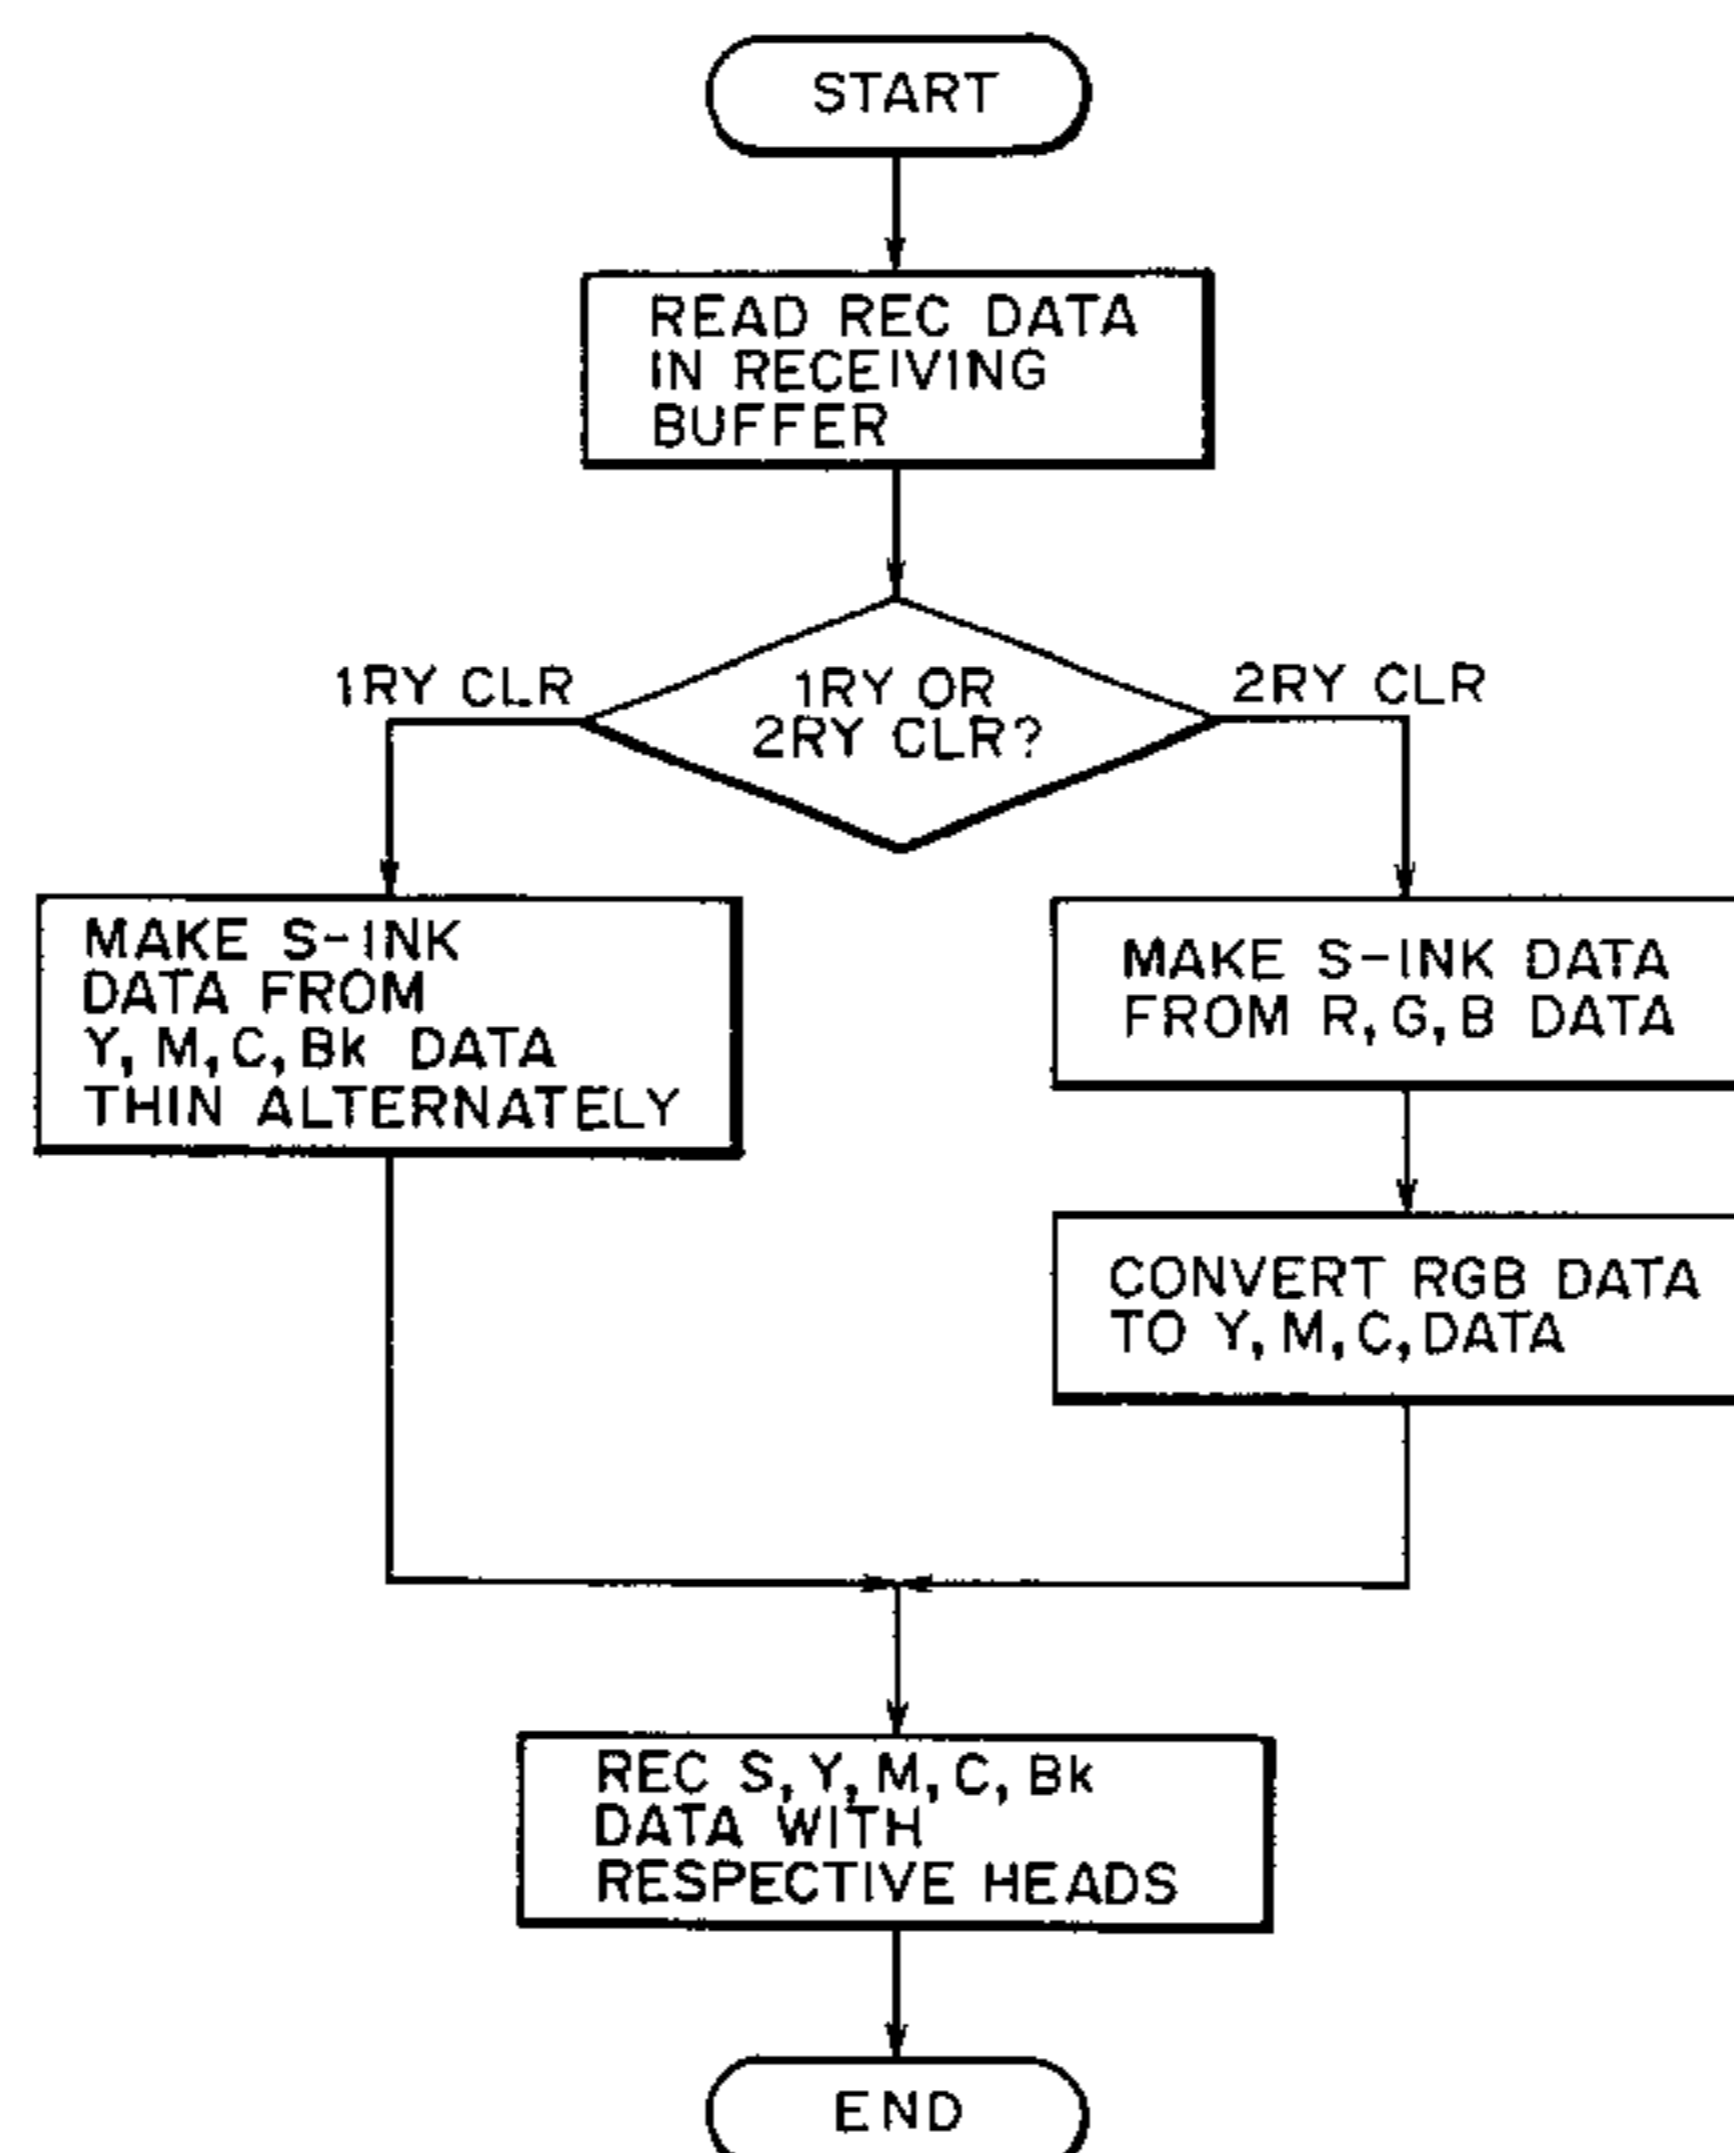 START
READ REC DATA
IN RECEIVING
BUFFER
1RY CLR
1RY OR
2RY CLR?
2RY CLR
MAKE S-INK
DATA FROM
Y, M, C, Bk DATA
THIN ALTERNATELY
MAKE S-INK DATA
FROM R, G, B DATA
CONVERT RGB DATA
TO Y, M, C, DATA
REC S, Y, M, C, Bk
DATA WITH
RESPECTIVE HEADS
END